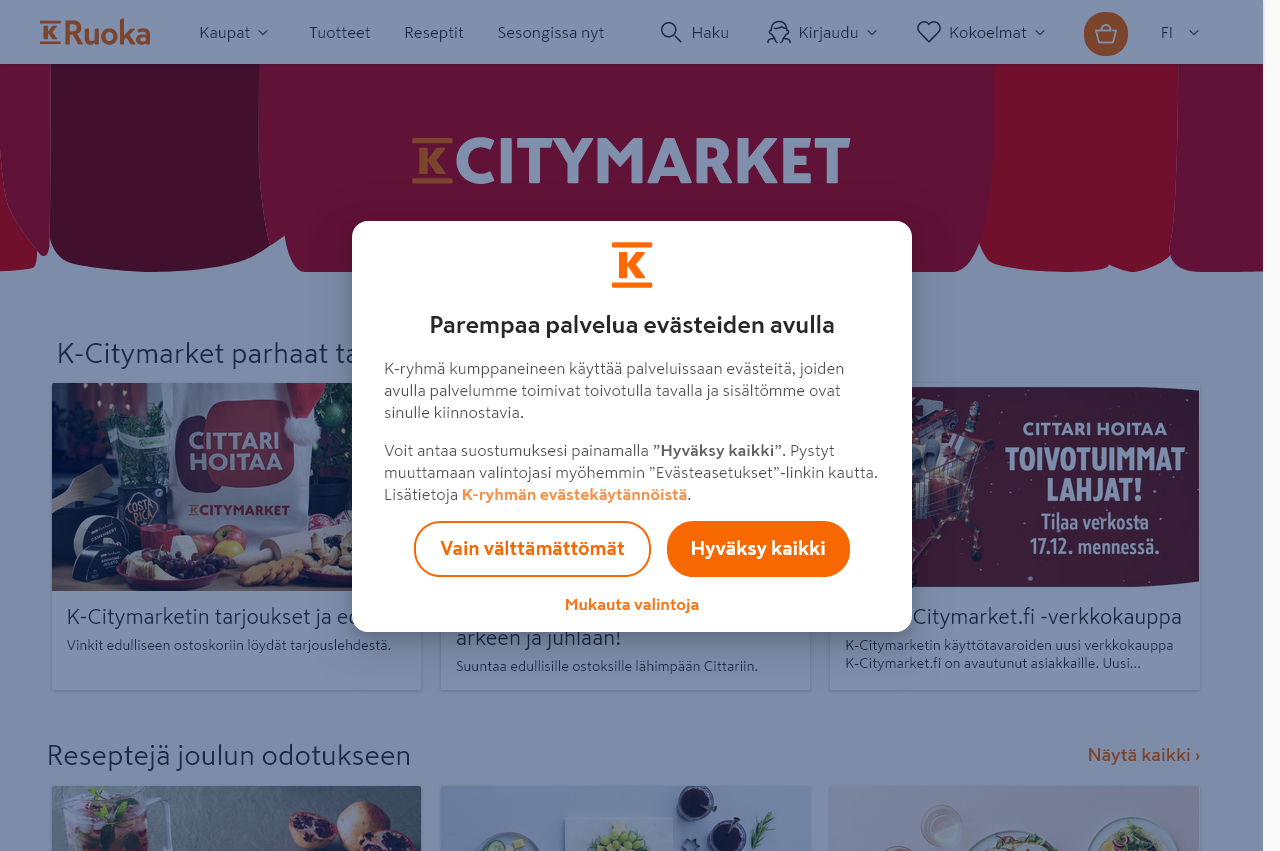 K Ruoka
Kaupat
Tuotteet
Reseptit
Sesongissa nyt
Haku
Kirjaudu
Kokoelmat
FI
KCITYMARKET
K
Parempaa palvelua evästeiden avulla
K-ryhmä kumppaneineen käyttää palveluissaan evästeitä, joiden
avulla palvelumme toimivat toivotulla tavalla ja sisältömme ovat
sinulle kiinnostavia.
Voit antaa suostumuksesi painamalla ”Hyväksy kaikki”. Pystyt
muuttamaan valintojasi myöhemmin ”Evästeasetukset”-linkin kautta.
Lisätietoja K-ryhmän evästekäytännöistä.
Vain välttämättömät
Hyväksy kaikki
Mukauta valintoja
K-Citymarket parhaat
CITTARI
HOITAA
KCITYMARKET
COSTA
RICA
CITTARI HOITAA
TOIVOTUIMMAT
LAHJAT!
Tilaa verkosta
17.12. mennessä.
K-Citymarketin tarjoukset ja
Vinkit edulliseen ostoskoriin löydät tarjouslehdestä.
arkeen ja juhlaan!
Suuntaa edullisille ostoksille lähimpään Cittariin.
Citymarket.fi -verkkokauppa
K-Citymarketin käyttötavaroiden uusi verkkokauppa
K-Citymarket.fi on avautunut asiakkaille. Uusi...
Reseptejä joulun odotukseen
Näytä kaikki ›